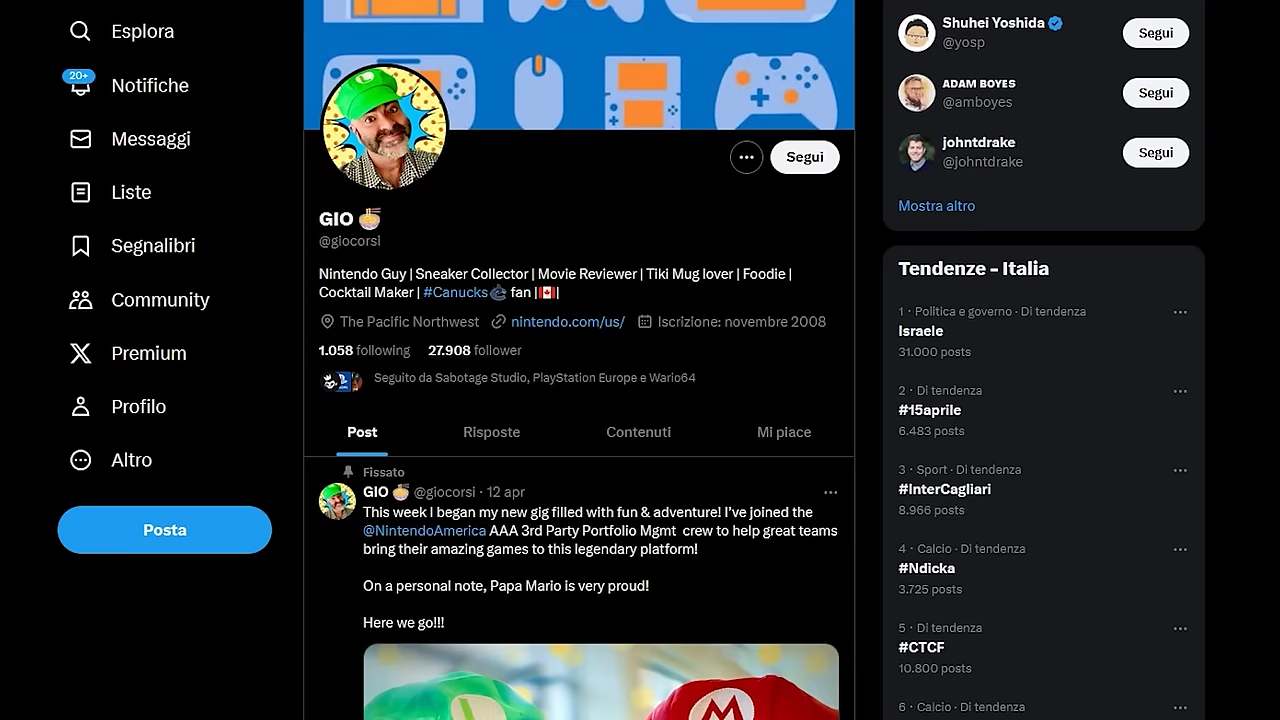 Esplora
20+
Notifiche
Messaggi
Liste
Segnalibri
Community
Premium
Profilo
Altro
Posta
Segui
GIO
@giocorsi
Nintendo Guy | Sneaker Collector | Movie Reviewer | Tiki Mug lover | Foodie |
Cocktail Maker | #Canucks fan | |
The Pacific Northwest nintendo.com/us/ Iscrizione: novembre 2008
1.058 following 27.908 follower
Seguito da Sabotage Studio, PlayStation Europe e Wario64
Post Risposte Contenuti Mi piace
Fissato
GIO @giocorsi · 12 apr
This week I began my new gig filled with fun & adventure! I've joined the
@NintendoAmerica AAA 3rd Party Portfolio Mgmt crew to help great teams
bring their amazing games to this legendary platform!
On a personal note, Papa Mario is very proud!
Here we go!!!
L
M
Shuhei Yoshida
@yosp
Segui
ADAM BOYES
@amboyes
Segui
johntdrake
@johntdrake
Segui
Mostra altro
Tendenze – Italia
1 · Politica e governo · Di tendenza
Israele
31.000 posts
2 · Di tendenza
#15aprile
6.483 posts
3 · Sport · Di tendenza
#InterCagliari
8.966 posts
4 · Calcio · Di tendenza
#Ndicka
3.725 posts
5 · Di tendenza
#CTCF
10.800 posts
6 · Calcio · Di tendenza